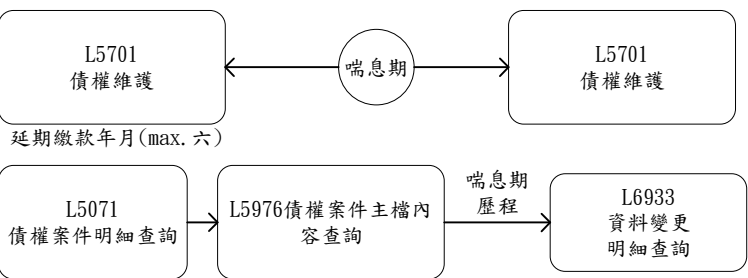 L5701
債權維護
喘息期
L5701
債權維護
延期繳款年月(max.六)
L5071
債權案件明細查詢
L5976債權案件主檔內
容查詢
喘息期
歷程
L6933
資料變更
明細查詢